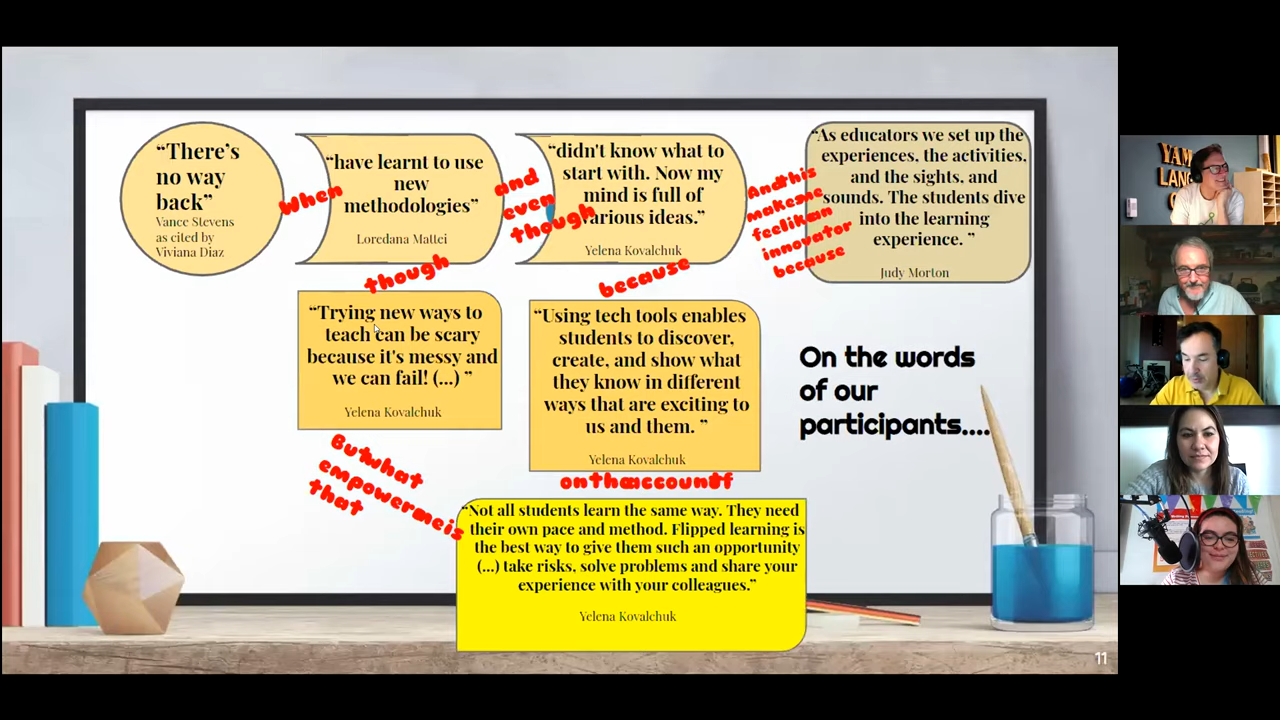 “There’s
no way
back”
Vance Stevens
as cited by
Viviana Diaz
When
“have learnt to use
new
methodologies”
Loredana Mattei
and
even
though
“didn't know what to
start with. Now my
mind is full of
various ideas.”
Yelena Kovalchuk
And this
makes me
feel like an
innovator
because
“As educators we set up the
experiences, the activities,
and the sights, and
sounds. The students dive
into the learning
experience. ”
Judy Morton
though
“Trying new ways to
teach can be scary
because it's messy and
we can fail! (...) ”
Yelena Kovalchuk
because
“Using tech tools enables
students to discover,
create, and show what
they know in different
ways that are exciting to
us and them. ”
Yelena Kovalchuk
On the words
of our
participants....
But what
empower me is
that
on the account of
“Not all students learn the same way. They need
their own pace and method. Flipped learning is
the best way to give them such an opportunity
(...) take risks, solve problems and share your
experience with your colleagues.”
Yelena Kovalchuk
11